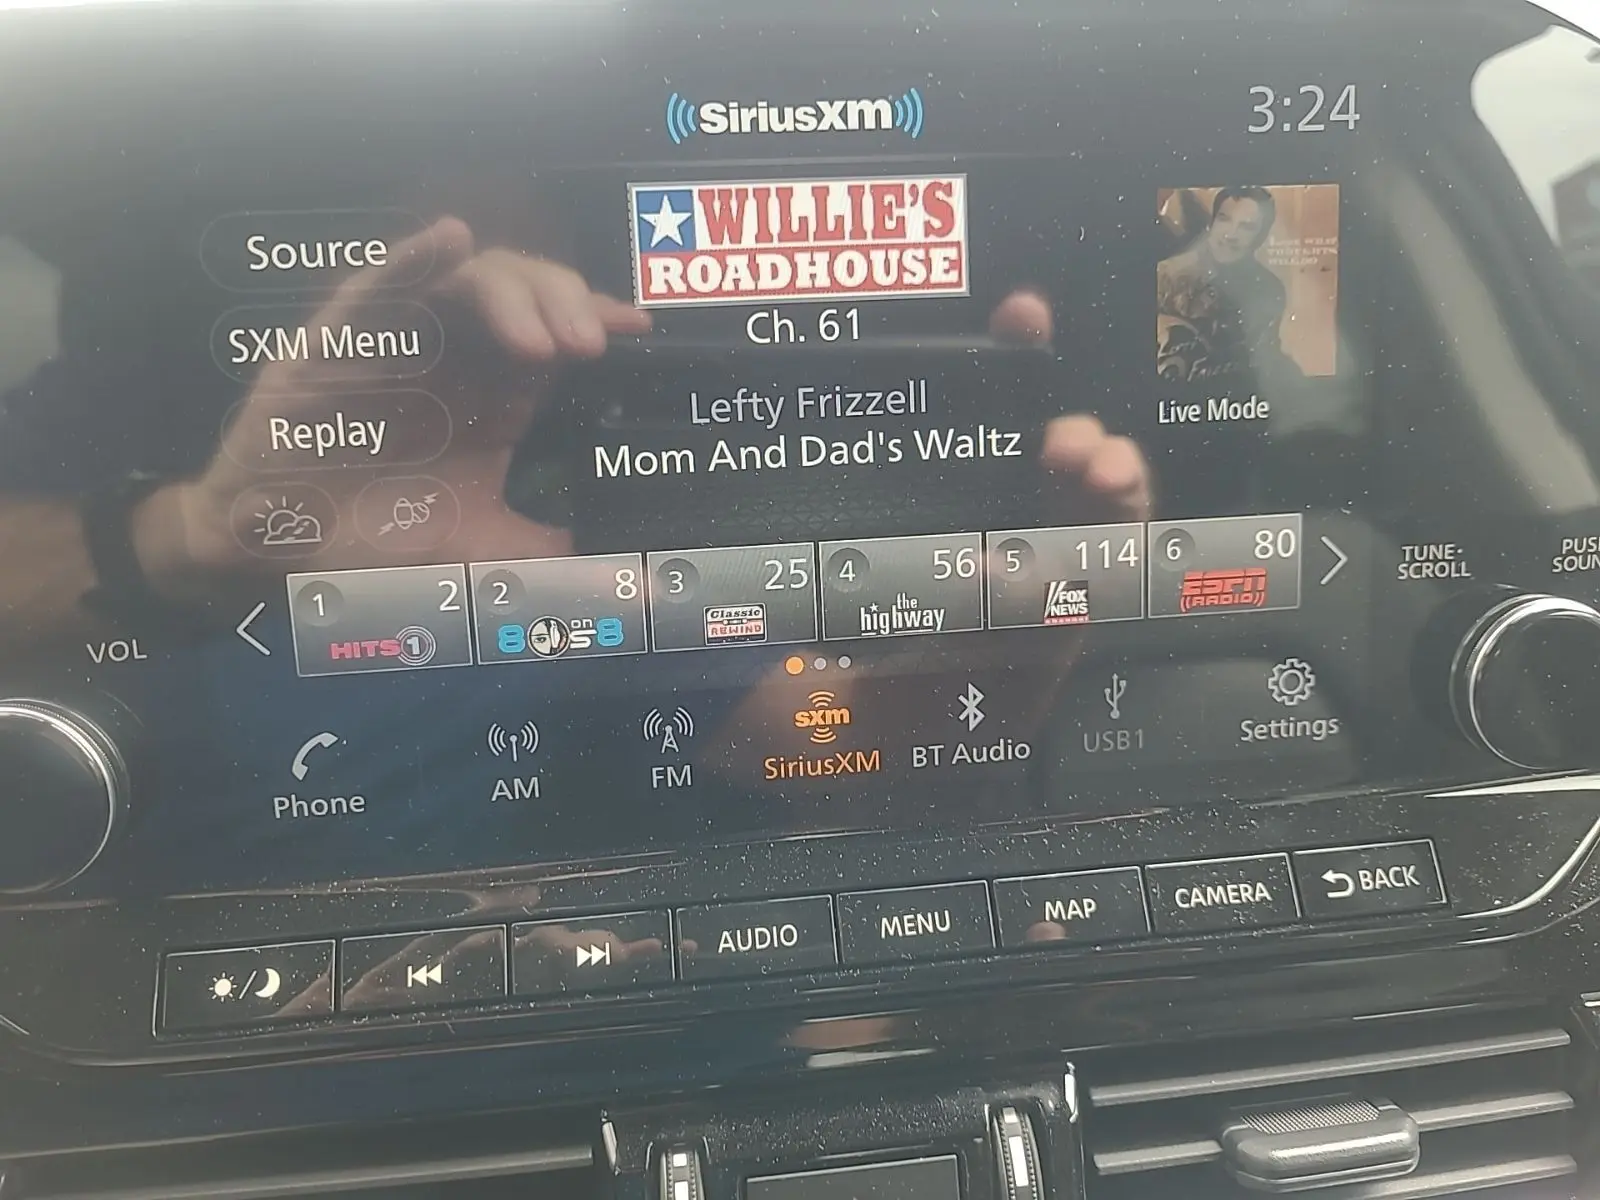 SiriusXM
3:24
WILLIE'S
ROADHOUSE
Ch. 61
Source
SXM Menu
Replay
Lefty Frizzell
Mom And Dad's Waltz
Live Mode
1 2
HITS 1
2 8
80s on 8
3 25
Classic
REWIND
4 56
the
highway
5 114
FOX
NEWS
channel
6 80
ESPN
RADIO
VOL
TUNE·
SCROLL
PUS
SOUN
Phone
AM
FM
sxm
SiriusXM
BT Audio
USB1
Settings
AUDIO
MENU
MAP
CAMERA
BACK